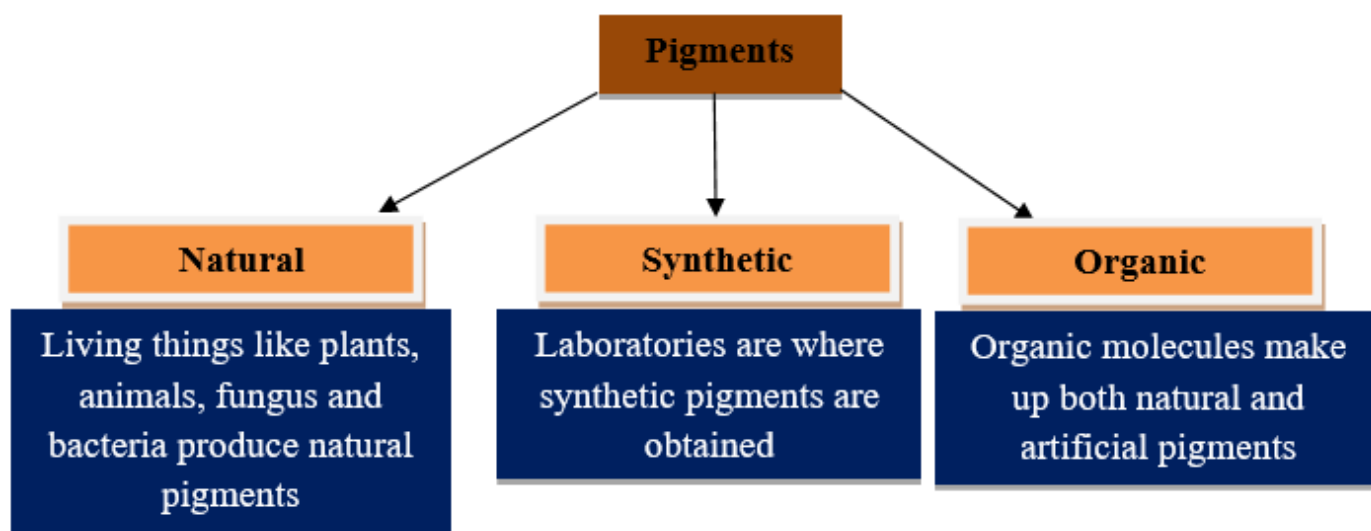 Pigments
Natural
Living things like plants,
animals, fungus and
bacteria produce natural
pigments
Synthetic
Laboratories are where
synthetic pigments are
obtained
Organic
Organic molecules make
up both natural and
artificial pigments